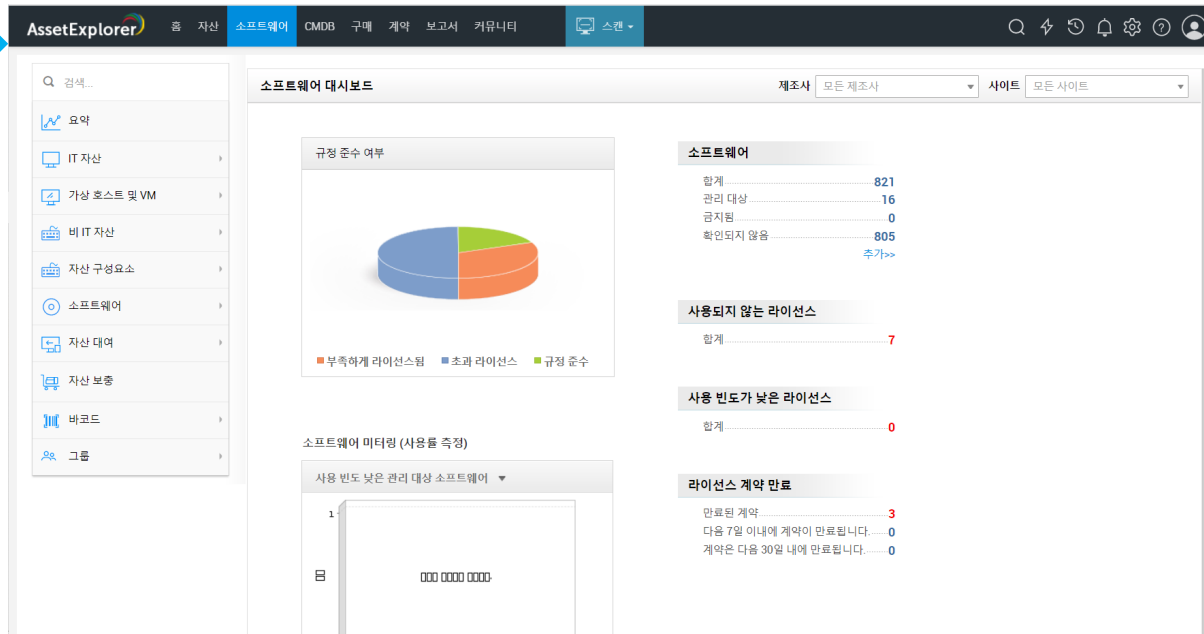 AssetExplorer 홈 자산 소프트웨어 CMDB 구매 계약 보고서 커뮤니티 스캔
검색...
요약
IT 자산
가상 호스트 및 VM
비 IT 자산
자산 구성요소
소프트웨어
자산 대여
자산 보충
바코드
그룹
소프트웨어 대시보드 제조사 모든 제조사 사이트 모든 사이트
규정 준수 여부
부족하게 라이선스됨 초과 라이선스 규정 준수
소프트웨어 미터링 (사용률 측정)
사용 빈도 낮은 관리 대상 소프트웨어
1
소프트웨어
합계 821
관리 대상 16
금지됨 0
확인되지 않음 805
추가>>
사용되지 않는 라이선스
합계 7
사용 빈도가 낮은 라이선스
합계 0
라이선스 계약 만료
만료된 계약 3
다음 7일 이내에 계약이 만료됩니다. 0
계약은 다음 30일 내에 만료됩니다. 0